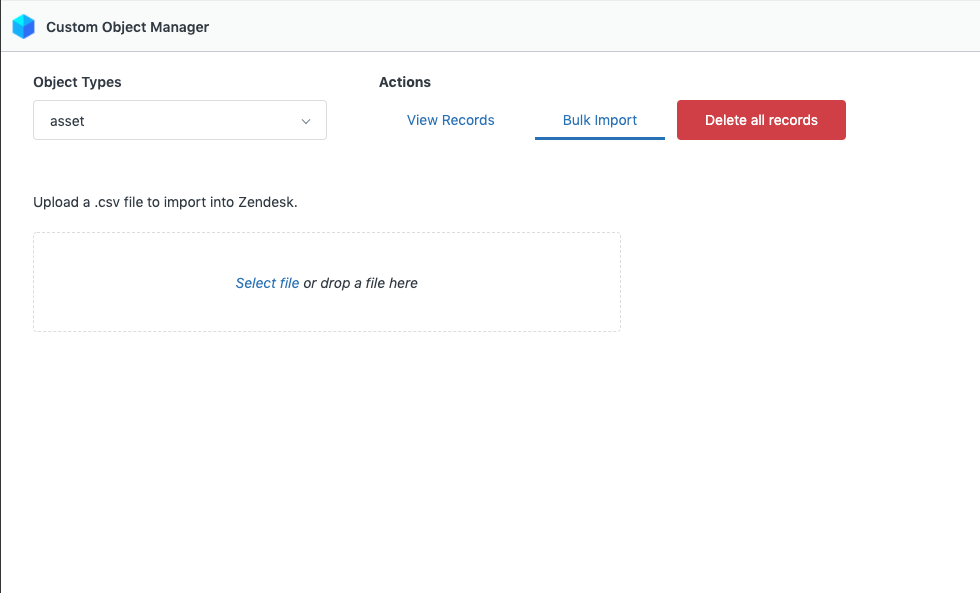 Custom Object Manager
Object Types
Actions
asset
View Records
Bulk Import
Delete all records
Upload a .csv file to import into Zendesk.
Select file or drop a file here